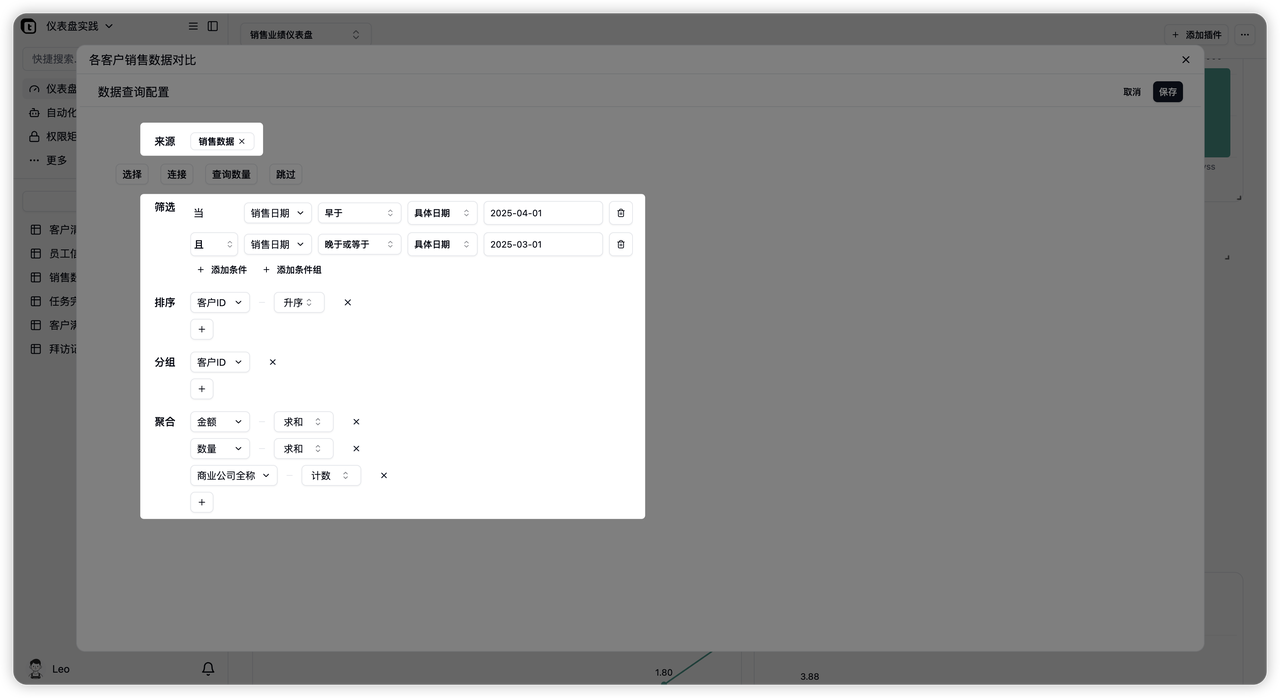 仪表盘实践
销售业绩仪表盘
添加插件
快捷搜索
各客户销售数据对比
仪表盘
数据查询配置
取消
保存
自动化
权限矩
更多
来源
销售数据
选择
连接
查询数量
跳过
筛选
当
销售日期
早于
具体日期
2025-04-01
且
销售日期
晚于或等于
具体日期
2025-03-01
添加条件
添加条件组
排序
客户ID
升序
分组
客户ID
聚合
金额
求和
数量
求和
商业公司全称
计数
客户满
员工信
销售数
任务完
客户满
拜访记
Leo
1.80
3.88